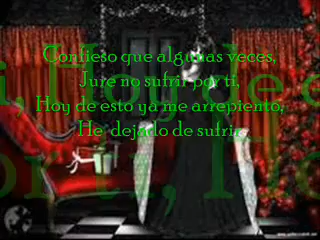 Confieso que algunas veces,
Jure no sufrir por ti,
Hoy de esto ya me arrepiento,
He dejado de sufrir